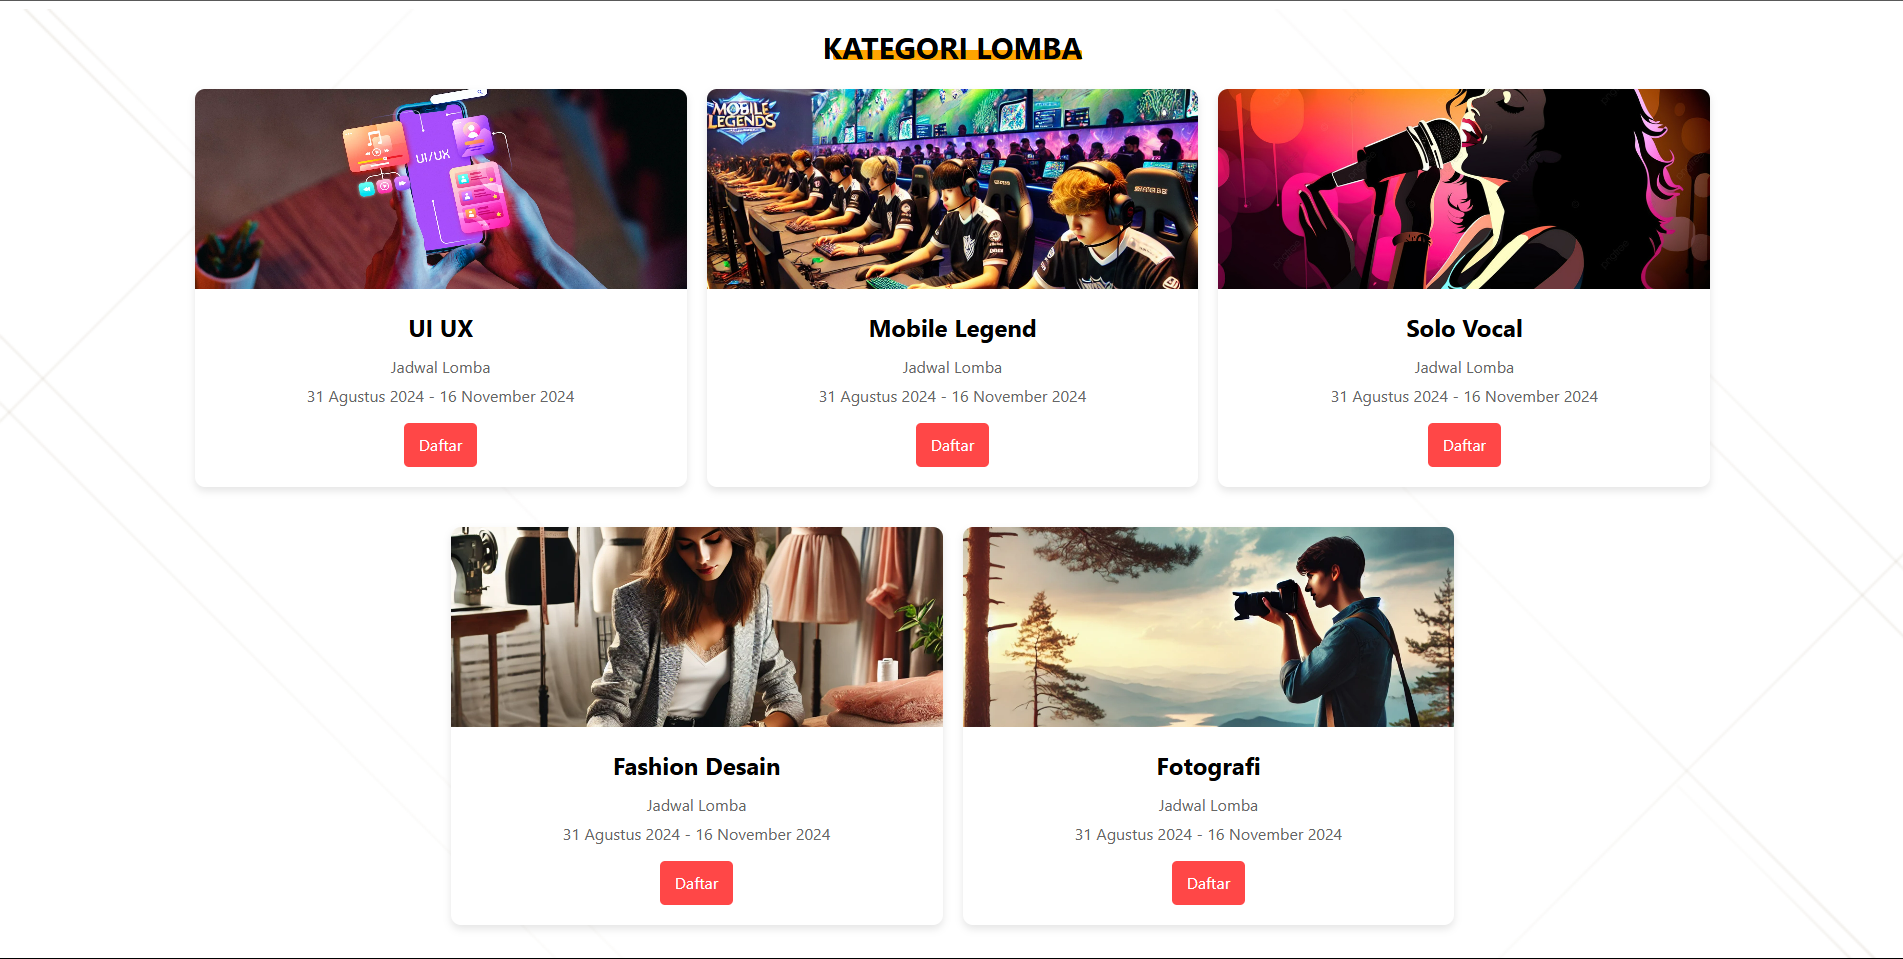 KATEGORI LOMBA
UI/UX
MOBILE
LEGENDS
UI UX
Jadwal Lomba
31 Agustus 2024 - 16 November 2024
Daftar
Mobile Legend
Jadwal Lomba
31 Agustus 2024 - 16 November 2024
Daftar
Solo Vocal
Jadwal Lomba
31 Agustus 2024 - 16 November 2024
Daftar
Fashion Desain
Jadwal Lomba
31 Agustus 2024 - 16 November 2024
Daftar
Fotografi
Jadwal Lomba
31 Agustus 2024 - 16 November 2024
Daftar